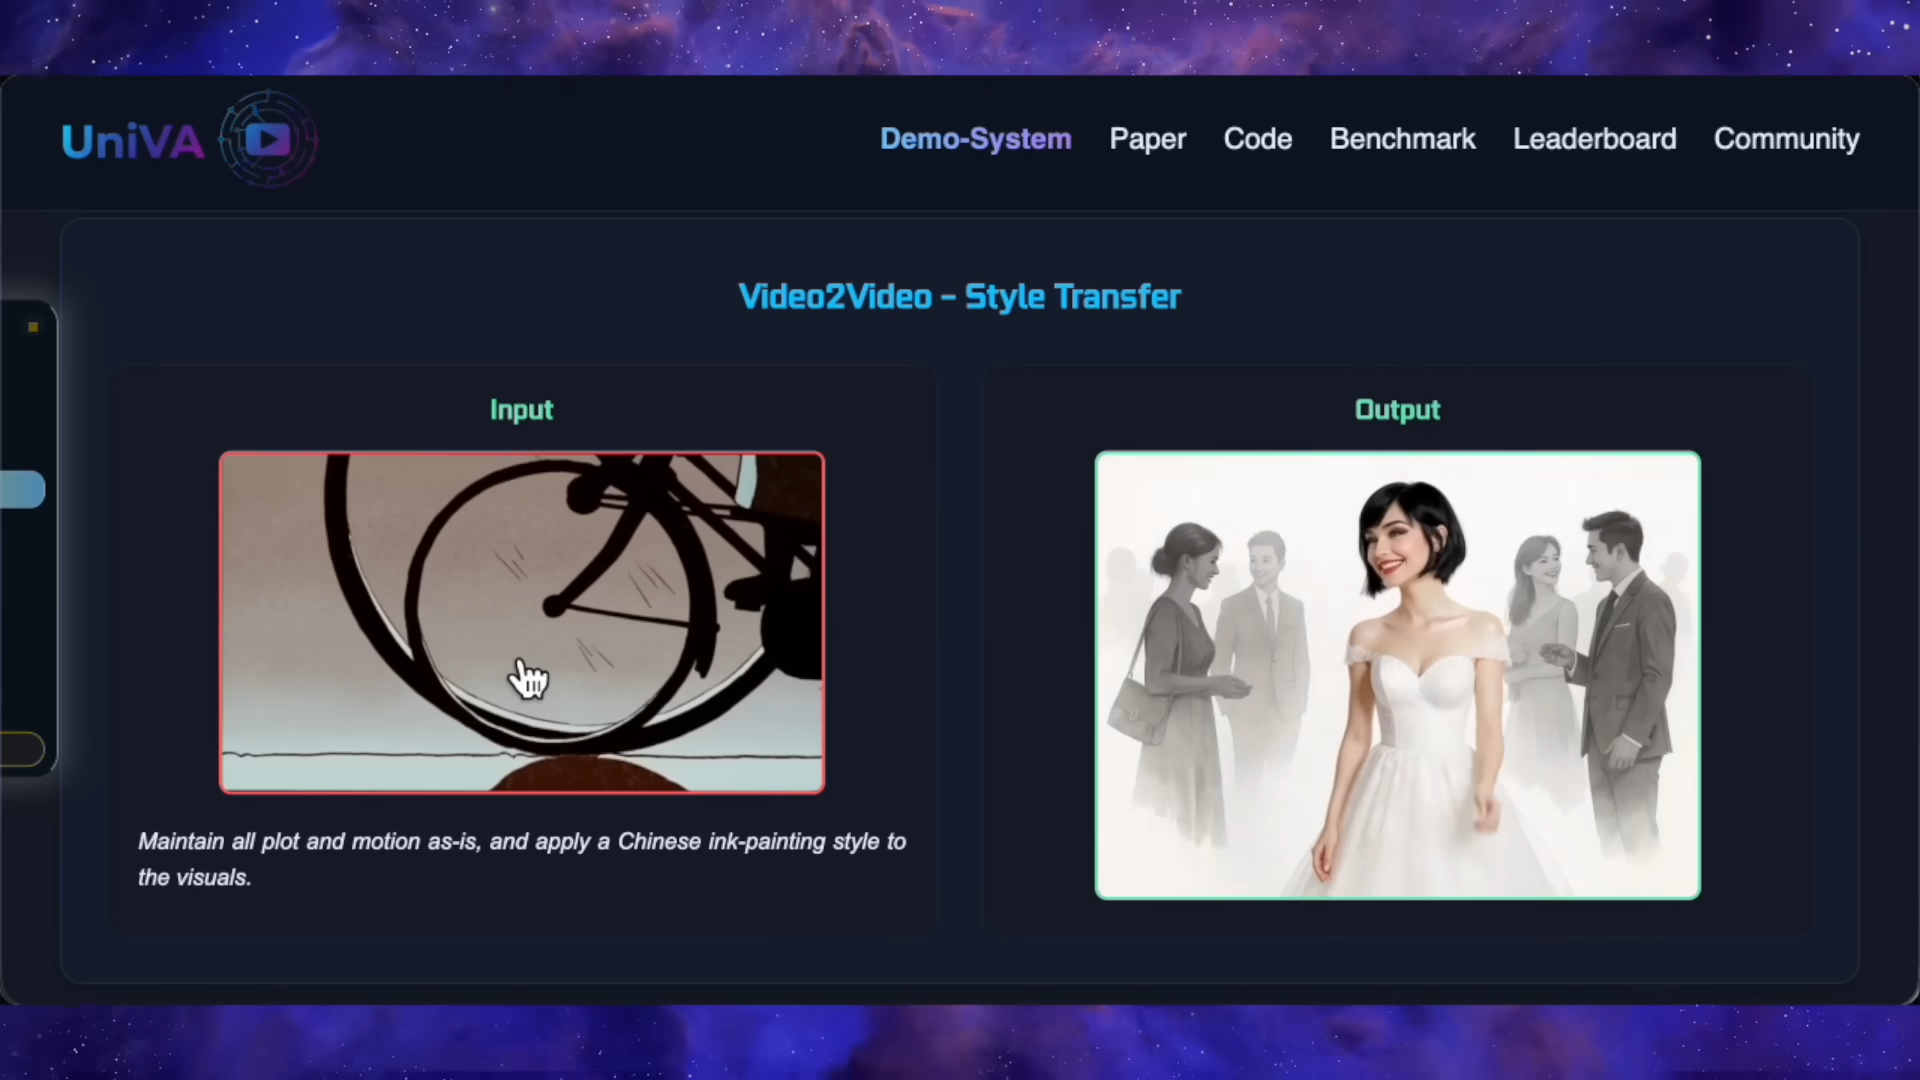 UniVA
Demo-System Paper Code Benchmark Leaderboard Community
Video2Video - Style Transfer
Input
Output
Maintain all plot and motion as-is, and apply a Chinese ink-painting style to
the visuals.